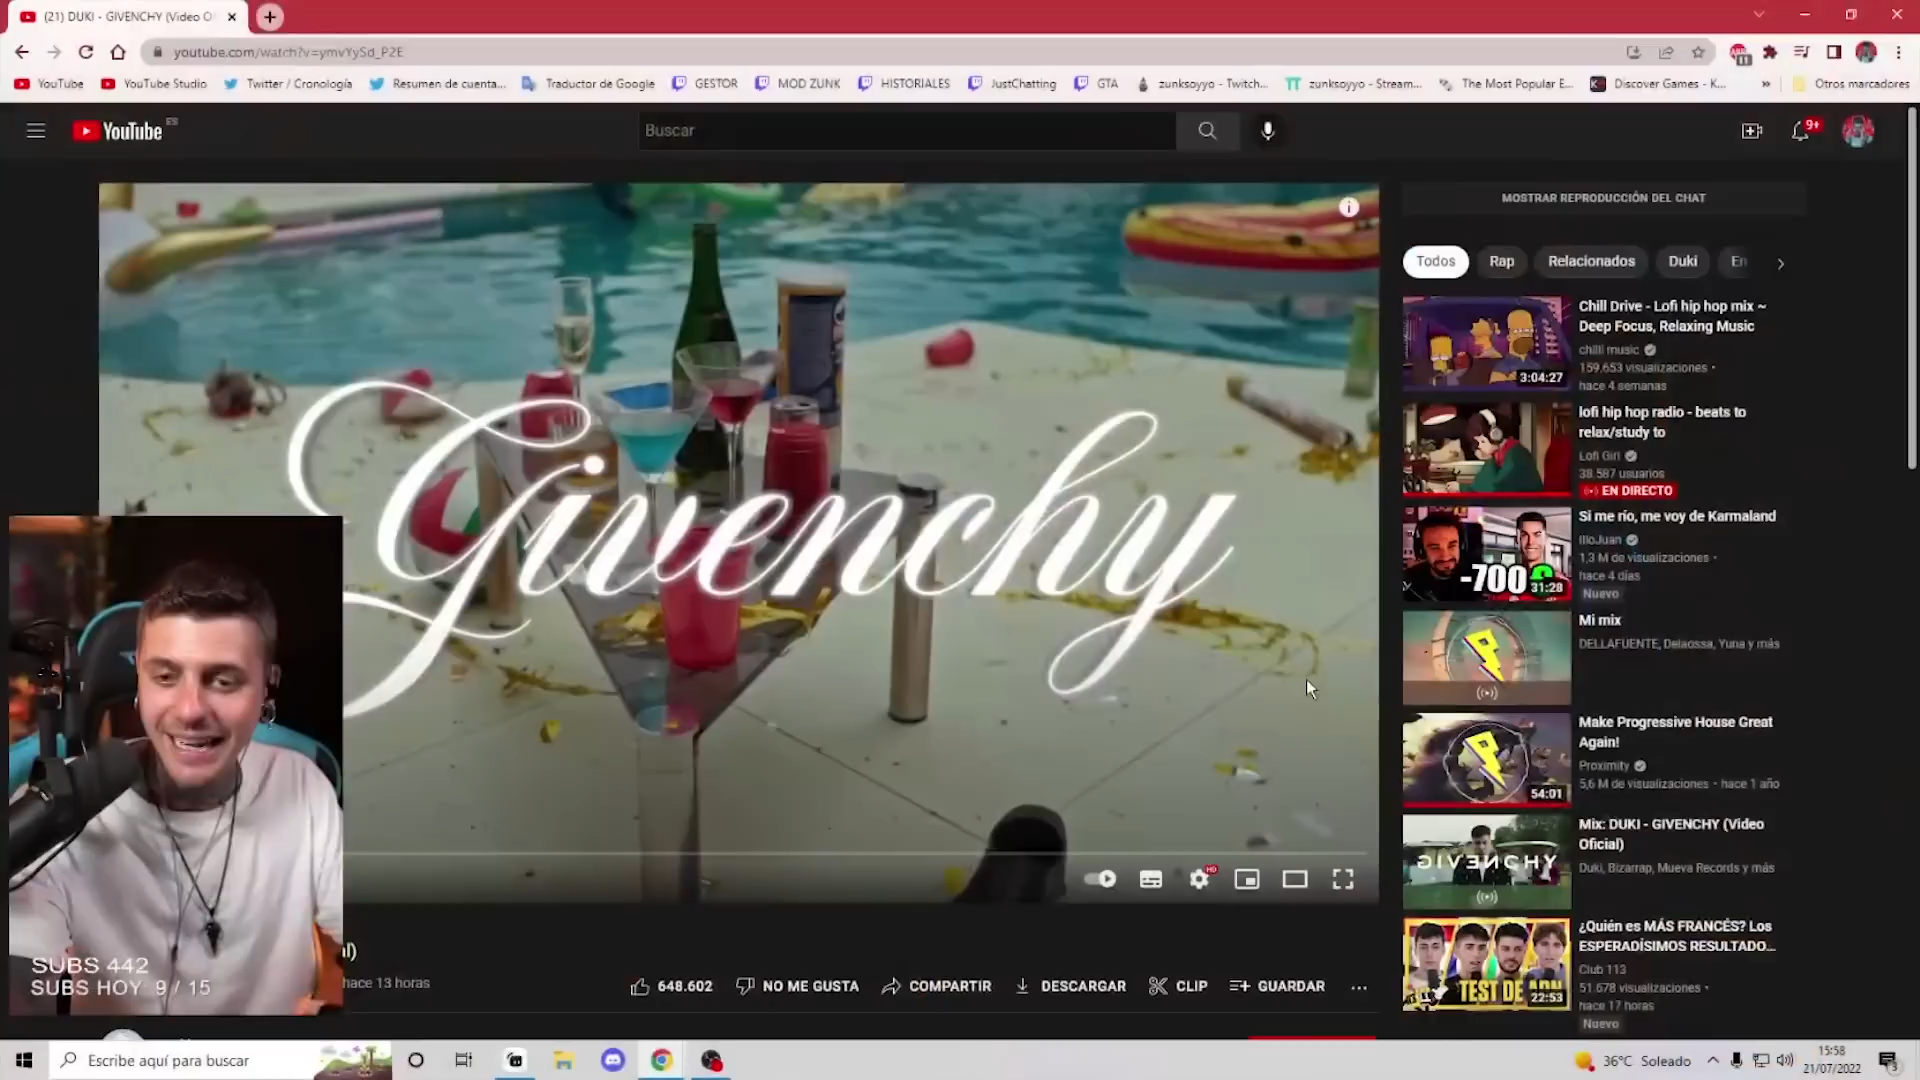 (21) DUKI - GIVENCHY (Video O
youtube.com/watch?v=ymvYySd_P2E
11
YouTube
YouTube Studio
Twitter / Cronología
Resumen de cuenta...
Traductor de Google
GESTOR
MOD ZUNK
HISTORIALES
JustChatting
GTA
zunksoyyo - Twitch...
zunksoyyo - Stream...
The Most Popular E...
Discover Games - K...
»
Otros marcadores
YouTube
ES
Buscar
9+
MOSTRAR REPRODUCCIÓN DEL CHAT
Todos
Rap
Relacionados
Duki
En
Givenchy
Chill Drive - Lofi hip hop mix ~
Deep Focus, Relaxing Music
chilli music
159.653 visualizaciones •
hace 4 semanas
3:04:27
lofi hip hop radio - beats to
relax/study to
Lofi Girl
38.587 usuarios
EN DIRECTO
Si me río, me voy de Karmaland
IlloJuan
1,3 M de visualizaciones •
hace 4 días
Nuevo
-700€
31:28
Mi mix
DELLAFUENTE, Delaossa, Yuna y más
Make Progressive House Great
Again!
Proximity
5,6 M de visualizaciones • hace 1 año
54:01
Mix: DUKI - GIVENCHY (Video
Oficial)
Duki, Bizarrap, Mueva Records y más
GIVENCHY
¿Quién es MÁS FRANCÉS? Los
ESPERADÍSIMOS RESULTADO...
Club 113
51.678 visualizaciones •
hace 17 horas
Nuevo
TEST DE ADN
22:53
HD
al)
hace 13 horas
648.602
NO ME GUSTA
COMPARTIR
DESCARGAR
CLIP
GUARDAR
...
SUBS 442
SUBS HOY 9 / 15
Escribe aquí para buscar
36°C Soleado
15:58
21/07/2022
3